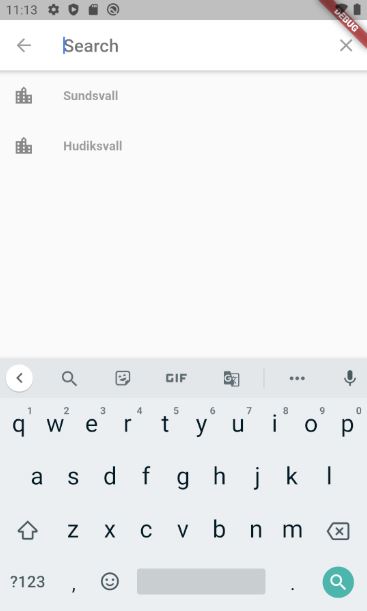 11:13
DEBUG
Search
Sundsvall
Hudiksvall
GIF
1 2 3 4 5 6 7 8 9 0
q w e r t y u i o p
a s d f g h j k l
z x c v b n m
?123 , .